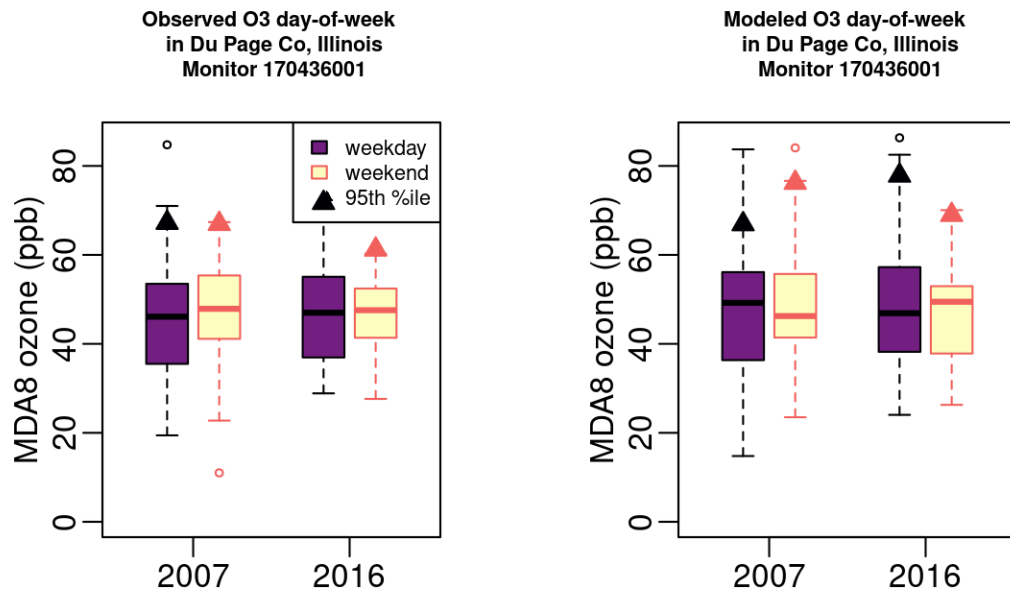 Observed O3 day-of-week
in Du Page Co, Illinois
Monitor 170436001
MDA8 ozone (ppb)
80
60
40
20
0
weekday
weekend
95th %ile
2007
2016
Modeled O3 day-of-week
in Du Page Co, Illinois
Monitor 170436001
MDA8 ozone (ppb)
80
60
40
20
0
2007
2016